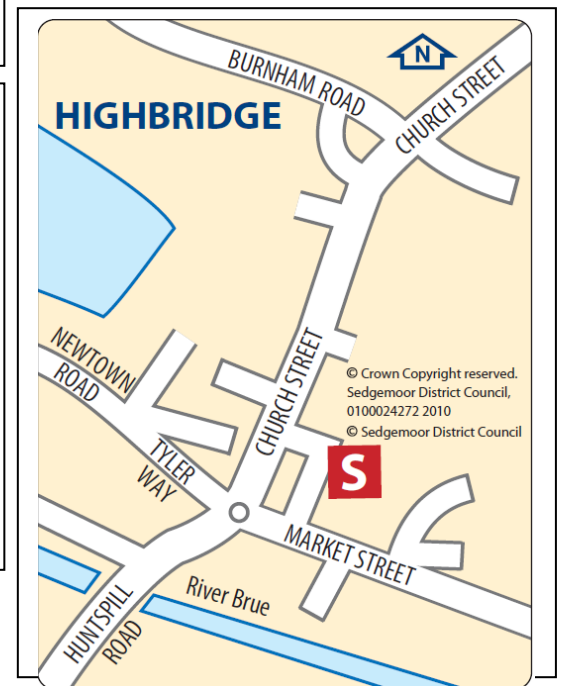 N
BURNHAM ROAD
CHURCH STREET
HIGHBRIDGE
NEWTOWN
ROAD
CHURCH STREET
© Crown Copyright reserved.
Sedgemoor District Council,
0100024272 2010
© Sedgemoor District Council
TYLER
WAY
S
MARKET STREET
River Brue
HUNTSPILL
ROAD